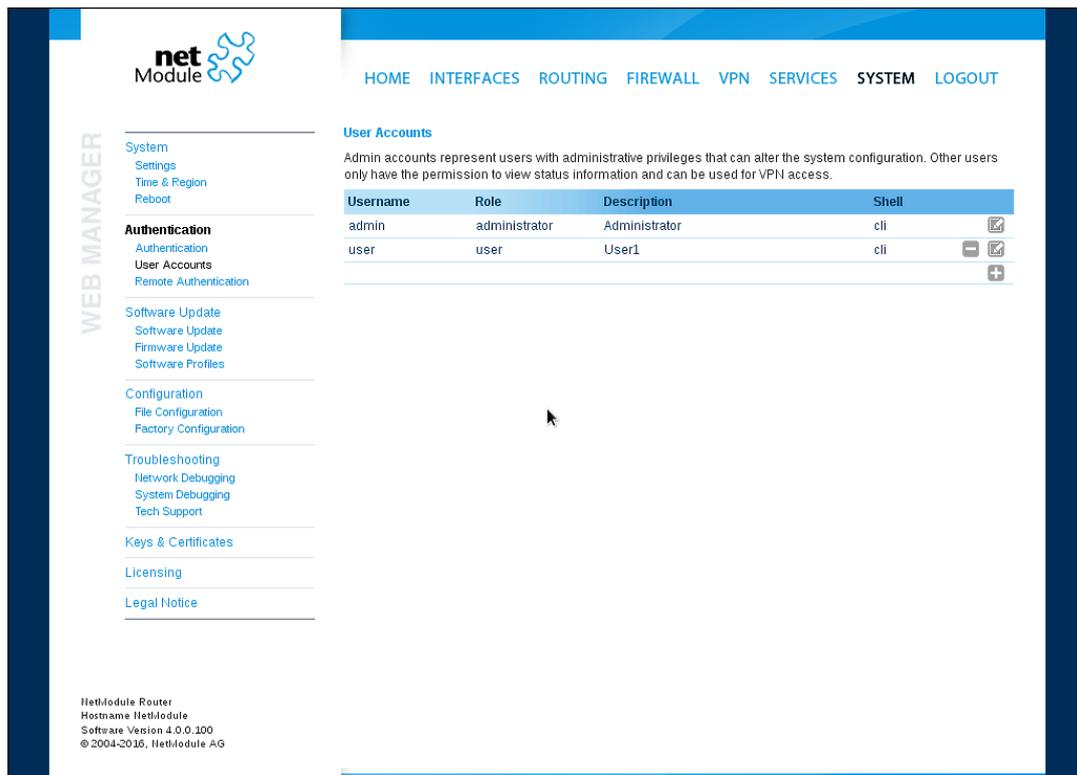 net
Module
HOME INTERFACES ROUTING FIREWALL VPN SERVICES SYSTEM LOGOUT
WEB MANAGER
System
Settings
Time & Region
Reboot
Authentication
Authentication
User Accounts
Remote Authentication
Software Update
Software Update
Firmware Update
Software Profiles
Configuration
File Configuration
Factory Configuration
Troubleshooting
Network Debugging
System Debugging
Tech Support
Keys & Certificates
Licensing
Legal Notice
User Accounts
Admin accounts represent users with administrative privileges that can alter the system configuration. Other users
only have the permission to view status information and can be used for VPN access.
Username Role Description Shell
admin administrator Administrator cli
user user User1 cli
NetModule Router
Hostname NetModule
Software Version 4.0.0.100
© 2004-2016, NetModule AG